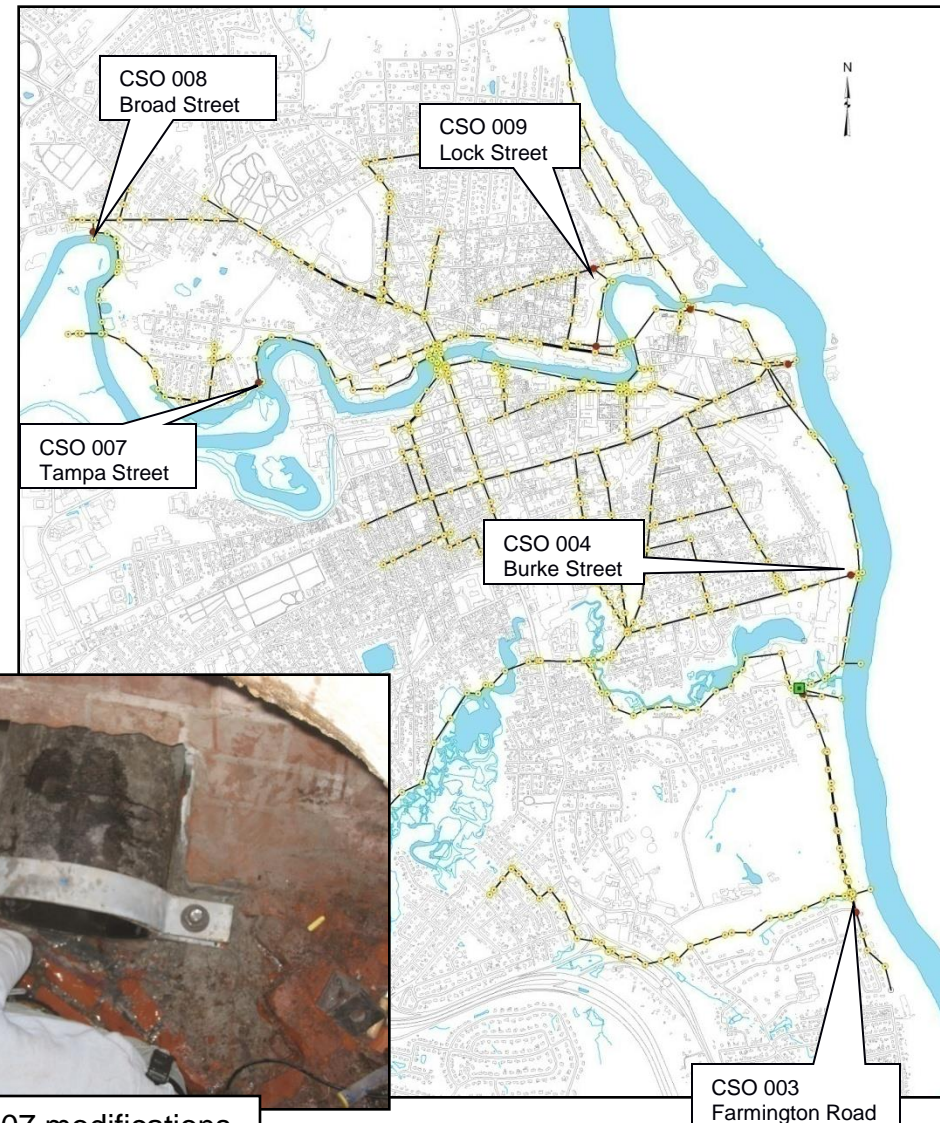 CSO 008
Broad Street
N
CSO 009
Lock Street
CSO 007
Tampa Street
CSO 004
Burke Street
07 modifications
CSO 003
Farmington Road